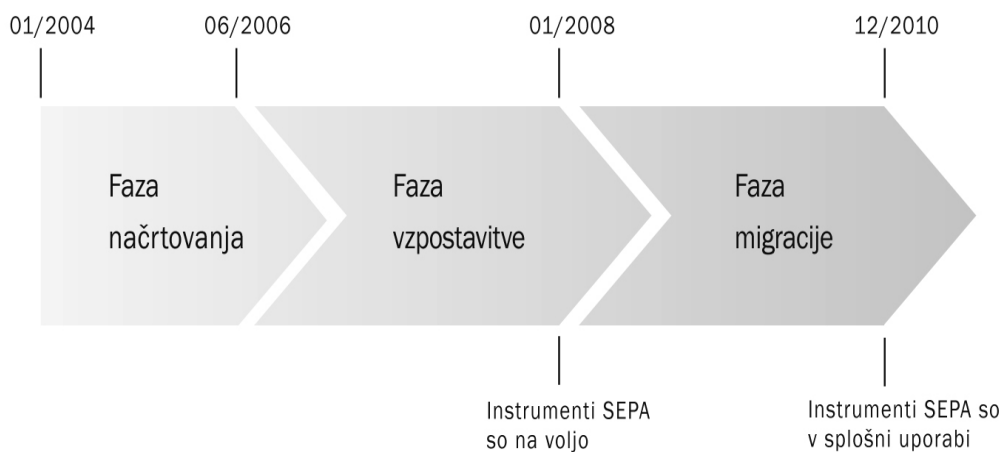 01/2004
06/2006
01/2008
12/2010
Faza
načrtovanja
Faza
vzpostavitve
Faza
migracije
Instrumenti SEPA
so na voljo
Instrumenti SEPA so
v splošni uporabi